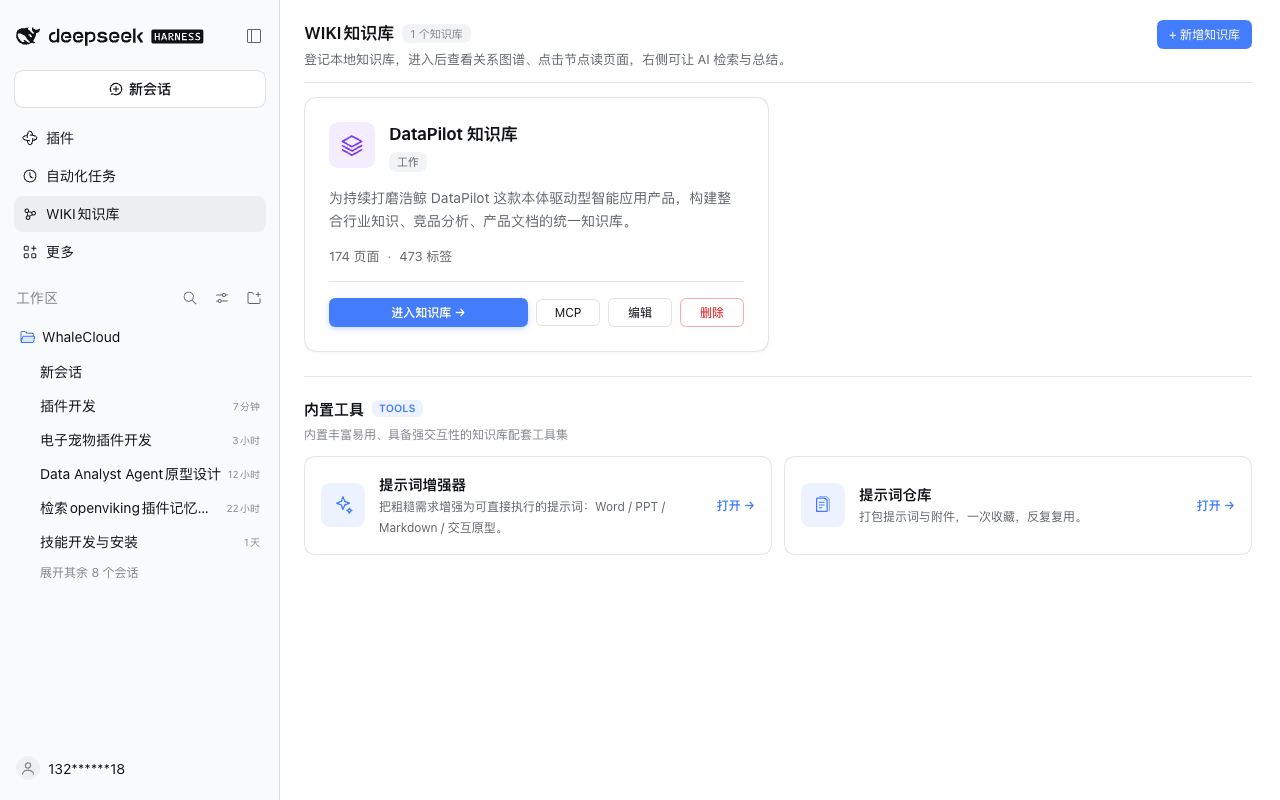 deepseek HARNESS
新会话
插件
自动化任务
WIKI知识库
更多
工作区
WhaleCloud
新会话
插件开发 7分钟
电子宠物插件开发 3小时
Data Analyst Agent原型设计 12小时
检索openviking插件记忆... 22小时
技能开发与安装 1天
展开其余 8 个会话
132******18
WIKI知识库 1 个知识库
+ 新增知识库
登记本地知识库，进入后查看关系图谱、点击节点读页面，右侧可让 AI 检索与总结。
DataPilot 知识库
工作
为持续打磨浩鲸 DataPilot 这款本体驱动型智能应用产品，构建整
合行业知识、竞品分析、产品文档的统一知识库。
174 页面 · 473 标签
进入知识库 → MCP 编辑 删除
内置工具 TOOLS
内置丰富易用、具备强交互性的知识库配套工具集
提示词增强器
把粗糙需求增强为可直接执行的提示词：Word / PPT /
Markdown / 交互原型。
打开 →
提示词仓库
打包提示词与附件，一次收藏，反复复用。
打开 →